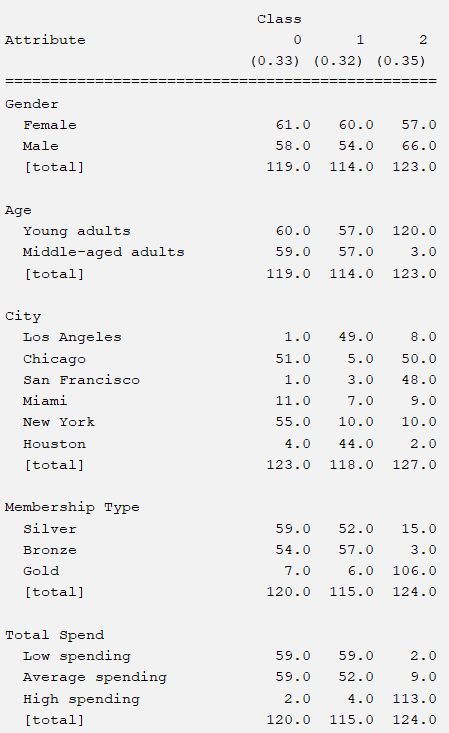 Class
Attribute 0 1 2
(0.33) (0.32) (0.35)
================================================
Gender
Female 61.0 60.0 57.0
Male 58.0 54.0 66.0
[total] 119.0 114.0 123.0
Age
Young adults 60.0 57.0 120.0
Middle-aged adults 59.0 57.0 3.0
[total] 119.0 114.0 123.0
City
Los Angeles 1.0 49.0 8.0
Chicago 51.0 5.0 50.0
San Francisco 1.0 3.0 48.0
Miami 11.0 7.0 9.0
New York 55.0 10.0 10.0
Houston 4.0 44.0 2.0
[total] 123.0 118.0 127.0
Membership Type
Silver 59.0 52.0 15.0
Bronze 54.0 57.0 3.0
Gold 7.0 6.0 106.0
[total] 120.0 115.0 124.0
Total Spend
Low spending 59.0 59.0 2.0
Average spending 59.0 52.0 9.0
High spending 2.0 4.0 113.0
[total] 120.0 115.0 124.0